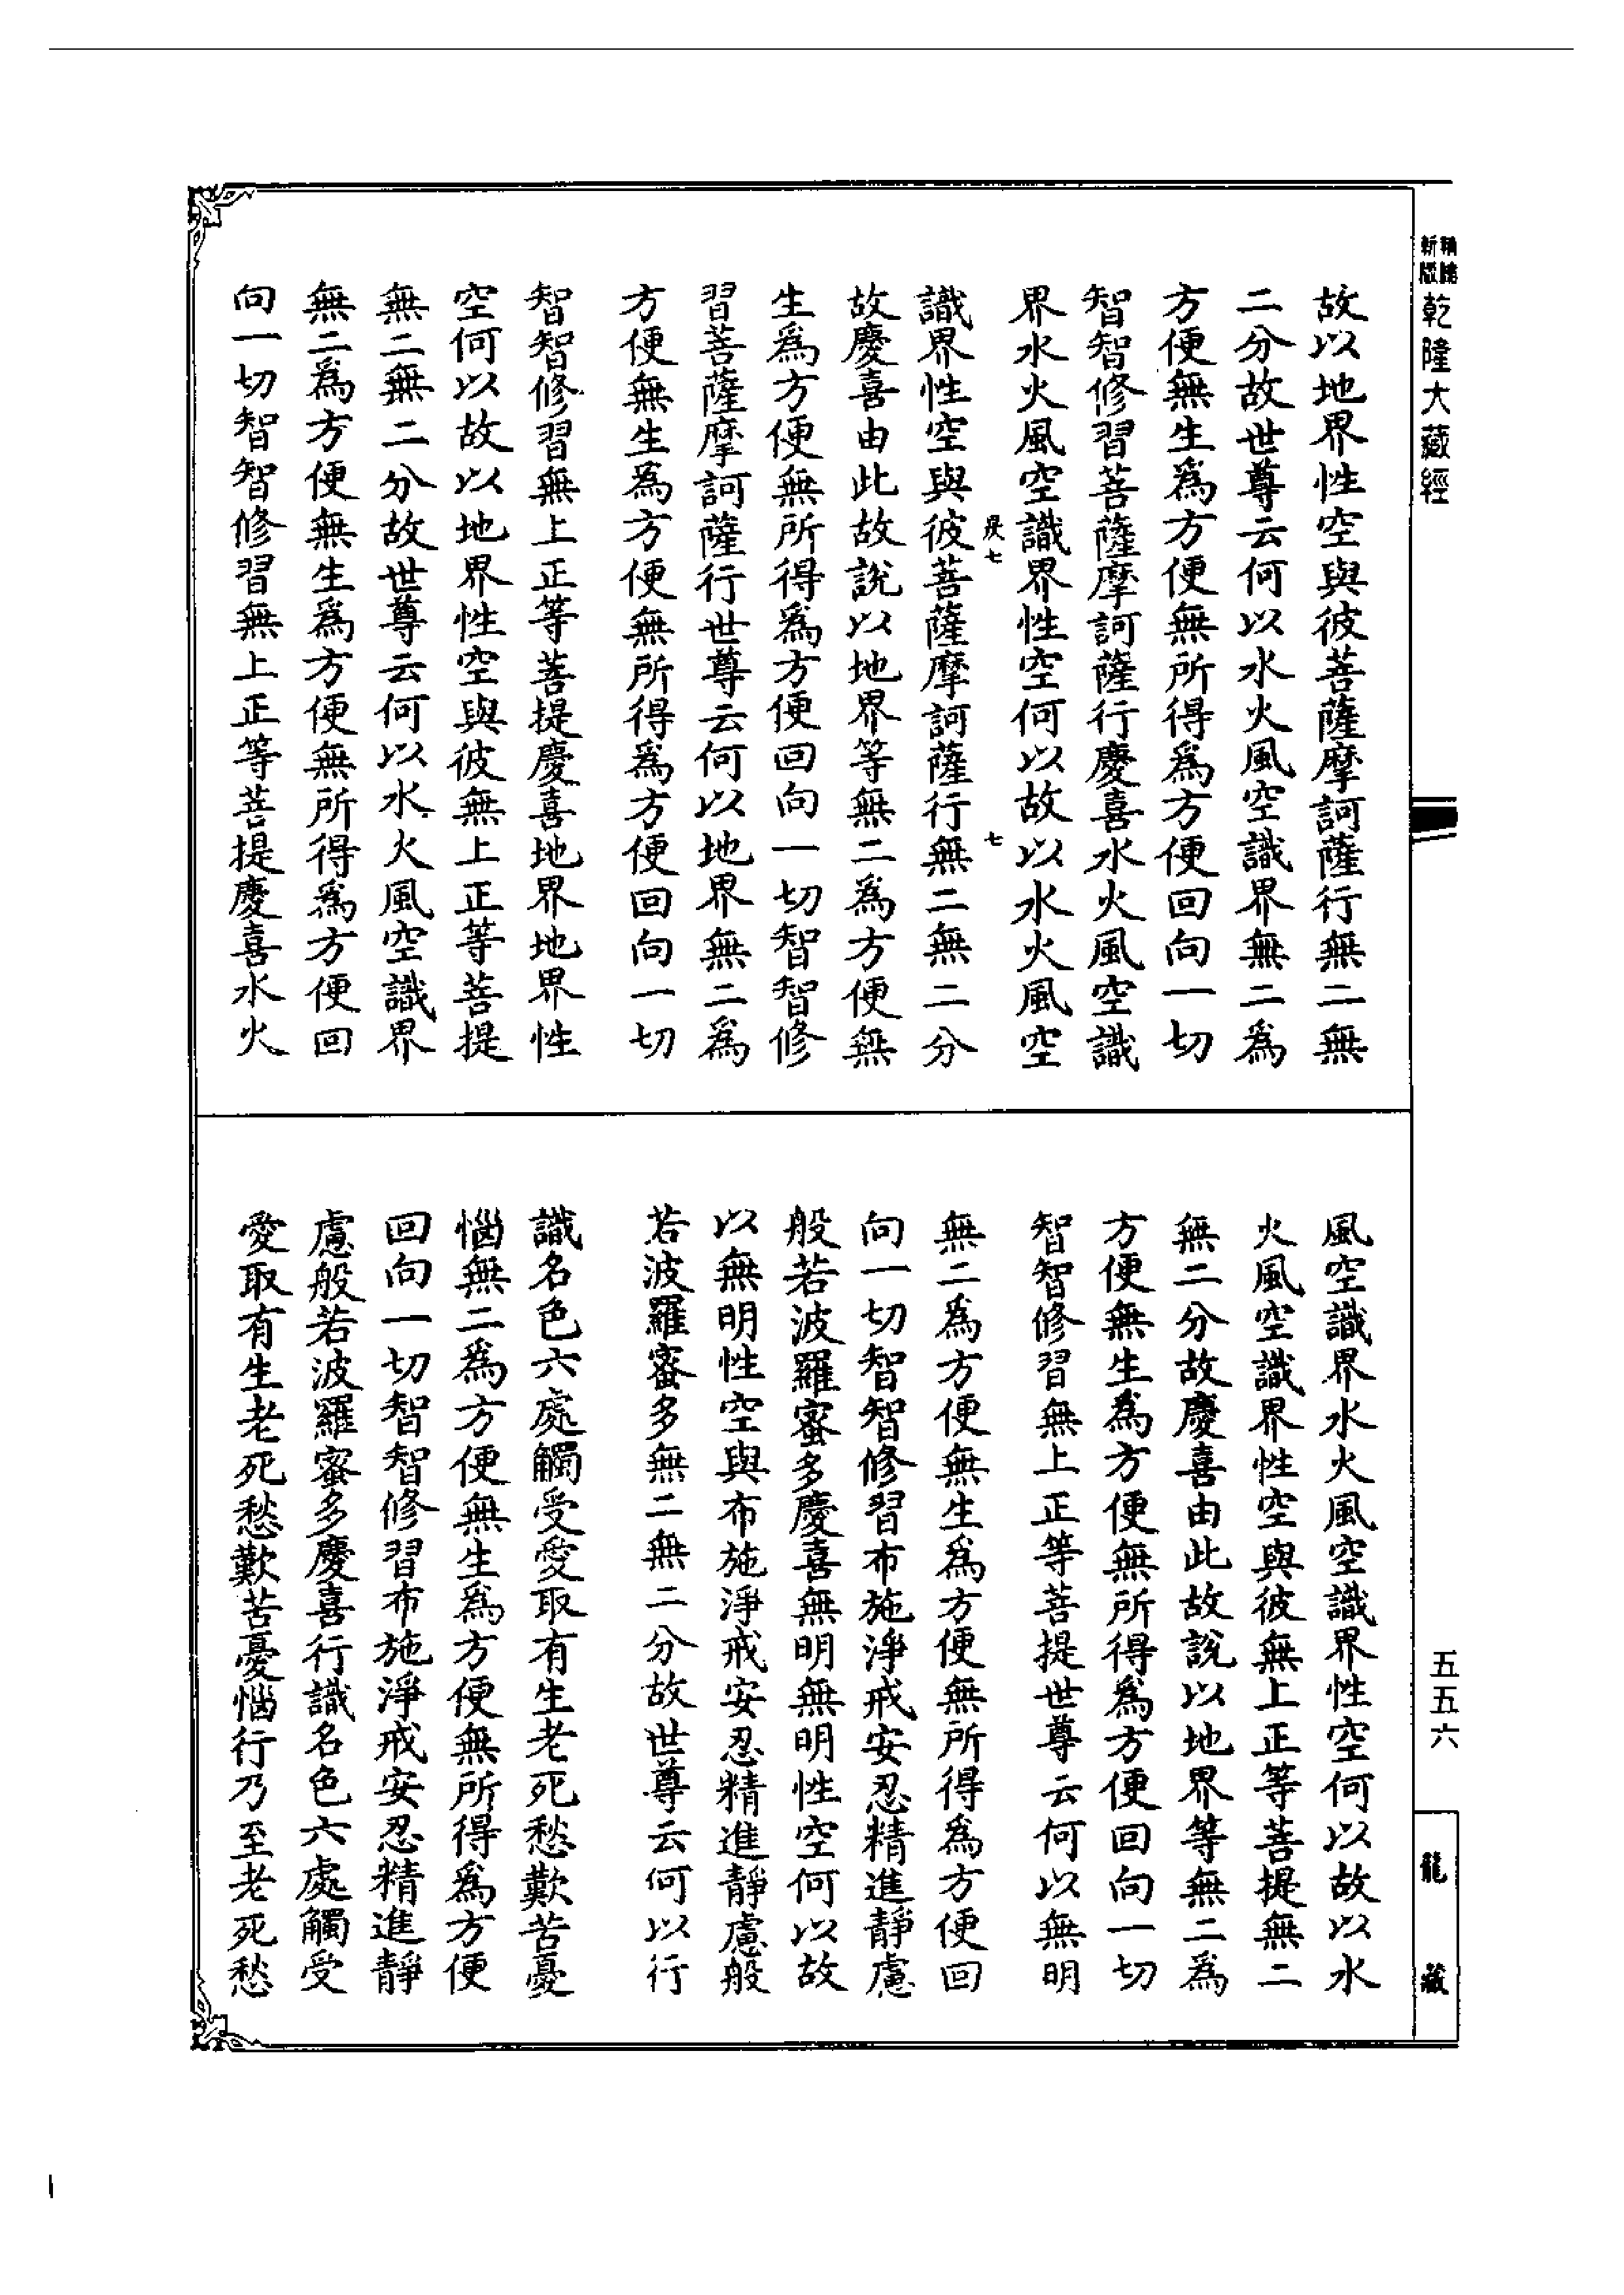 新版
乾隆大藏經
故以地界性空與彼菩薩摩訶薩行無二無
二分故世尊云何以水火風空識界無二為
方便無生為方便無所得為方便回向一切
智智修習菩薩摩訶薩行慶喜水火風空識
界水火風空識界性空何以故以水火風空
七
七
識界性空與彼菩薩摩訶薩行無二無二分
故慶喜由此故說以地界等無二為方便無
生為方便無所得為方便回向一切智智修
習菩薩摩訶薩行世尊云何以地界無二為
方便無生為方便無所得為方便回向一切
智智修習無上正等菩提慶喜地界地界性
空何以故以地界性空與彼無上正等菩提
無二無二分故世尊云何以水火風空識界
無二為方便無生為方便無所得為方便回
向一切智智修習無上正等菩提慶喜水火
風空識界水火風空識界性空何以故以水
火風空識界性空與彼無上正等菩提無二
無二分故慶喜由此故說以地界等無二為
方便無生為方便無所得為方便回向一切
智智修習無上正等菩提世尊云何以無明
無二為方便無生為方便無所得為方便回
向一切智智修習布施淨戒安忍精進靜慮
般若波羅蜜多慶喜無明無明性空何以故
以無明性空與布施淨戒安忍精進靜慮般
若波羅蜜多無二無二分故世尊云何以行
識名色六處觸受愛取有生老死愁歎苦憂
惱無二為方便無生為方便無所得為方便
回向一切智智修習布施淨戒安忍精進靜
慮般若波羅蜜多慶喜行識名色六處觸受
愛取有生老死愁歎苦憂惱行乃至老死愁
五五六
龍藏